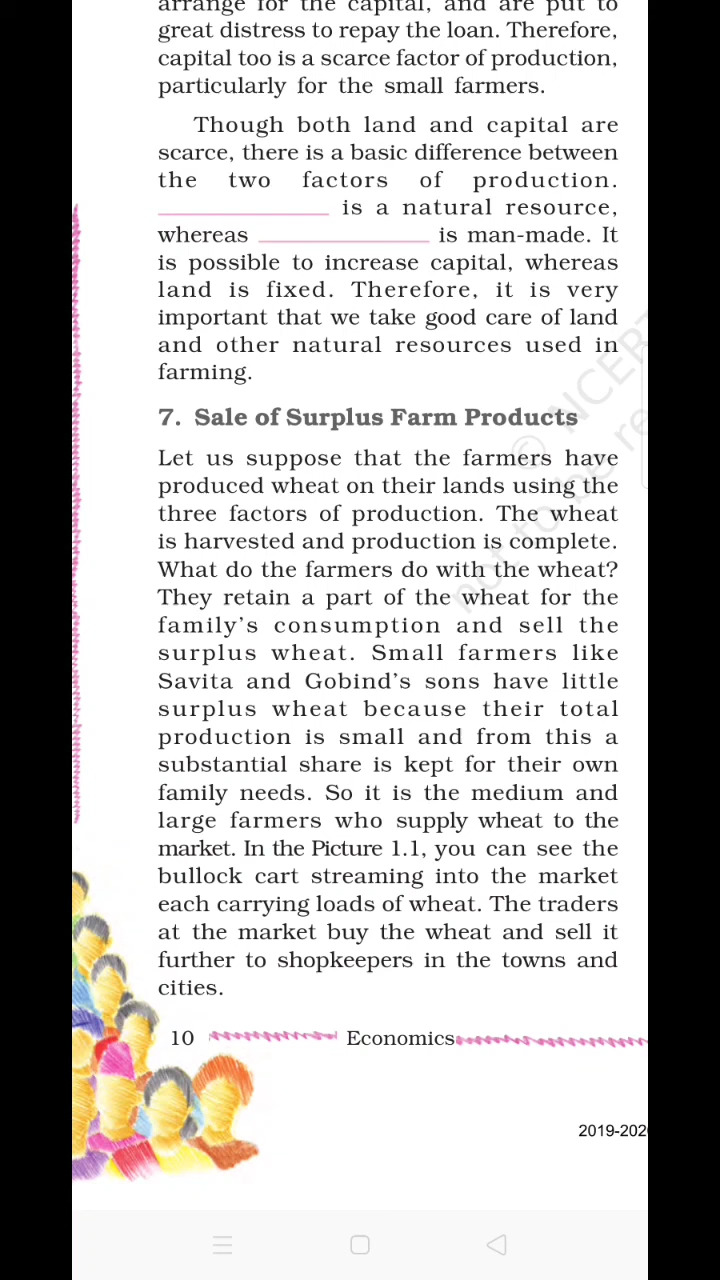 arrange for the capital, and are put to
great distress to repay the loan. Therefore,
capital too is a scarce factor of production,
particularly for the small farmers.
Though both land and capital are
scarce, there is a basic difference between
the two factors of production.
_______________ is a natural resource,
whereas _______________ is man-made. It
is possible to increase capital, whereas
land is fixed. Therefore, it is very
important that we take good care of land
and other natural resources used in
farming.
7. Sale of Surplus Farm Products
Let us suppose that the farmers have
produced wheat on their lands using the
three factors of production. The wheat
is harvested and production is complete.
What do the farmers do with the wheat?
They retain a part of the wheat for the
family's consumption and sell the
surplus wheat. Small farmers like
Savita and Gobind's sons have little
surplus wheat because their total
production is small and from this a
substantial share is kept for their own
family needs. So it is the medium and
large farmers who supply wheat to the
market. In the Picture 1.1, you can see the
bullock cart streaming into the market
each carrying loads of wheat. The traders
at the market buy the wheat and sell it
further to shopkeepers in the towns and
cities.
© NCERT
not to be re
10 Economics
2019-202